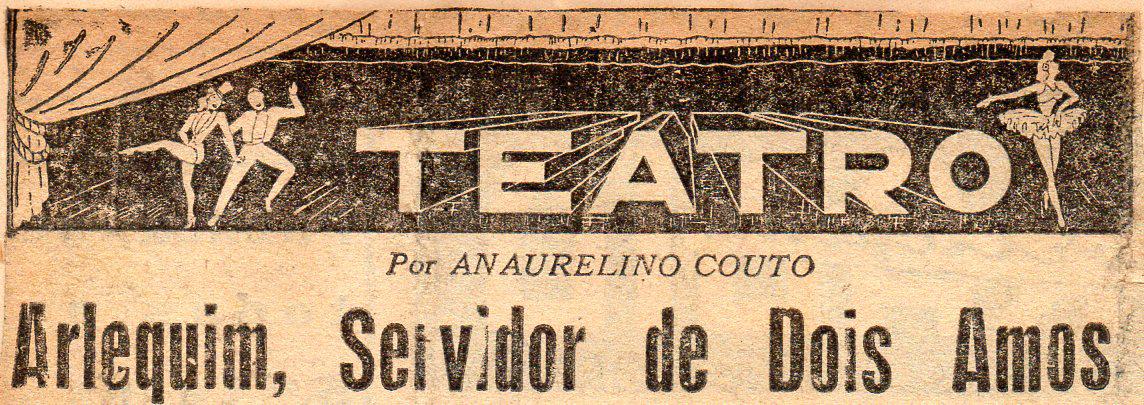 TEATRO
Por ANAURELINO COUTO
Arlequim, Servidor de Dois Amos